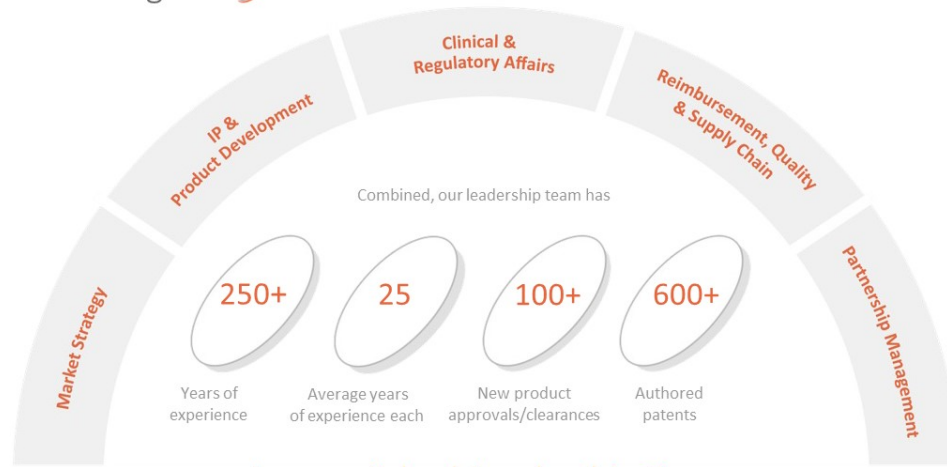 Clinical &
Regulatory Affairs
IP &
Product Development
Reimbursement, Quality
& Supply Chain
Market Strategy
Partnership Management
Combined, our leadership team has
250+
25
100+
600+
Years of
experience
Average years
of experience each
New product
approvals/clearances
Authored
patents